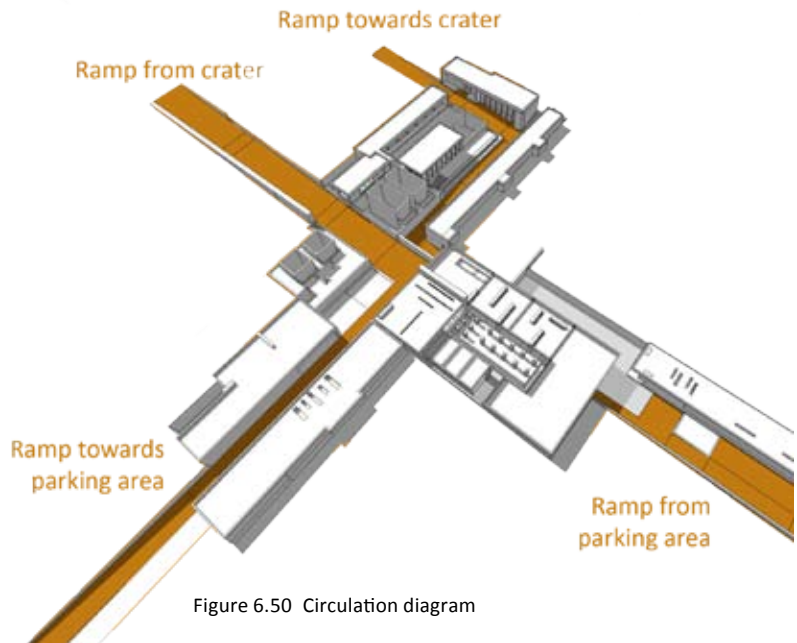 Ramp towards crater
Ramp from crater
Ramp towards
parking area
Ramp from
parking area
Figure 6.50 Circulation diagram